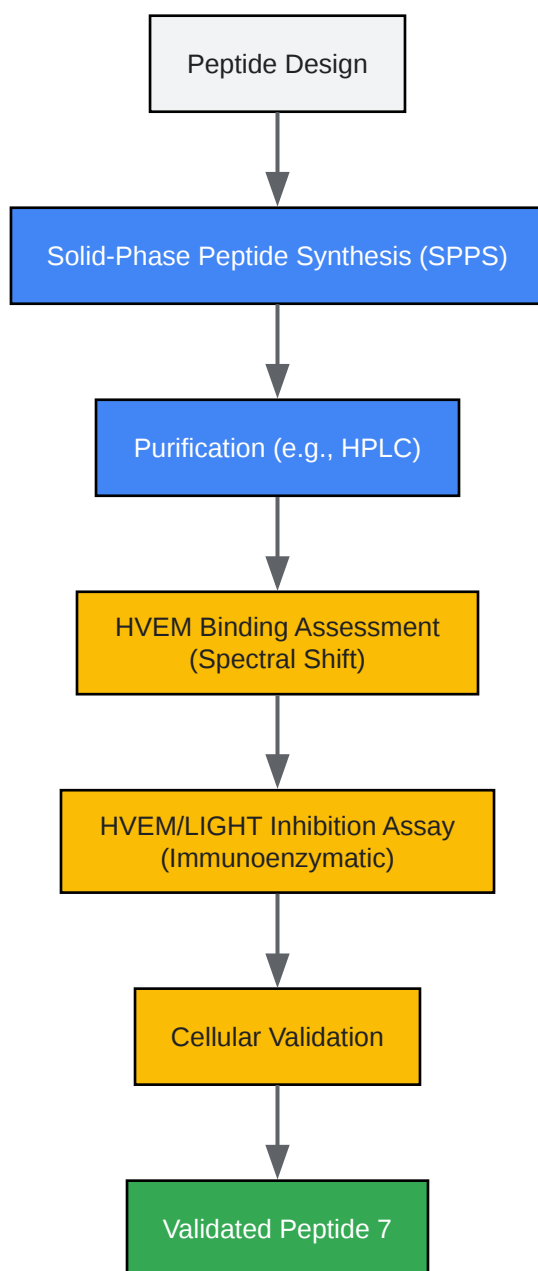 Peptide Design
Solid-Phase Peptide Synthesis (SPPS)
Purification (e.g., HPLC)
HVEM Binding Assessment
(Spectral Shift)
HVEM/LIGHT Inhibition Assay
(Immunoenzymatic)
Cellular Validation
Validated Peptide 7